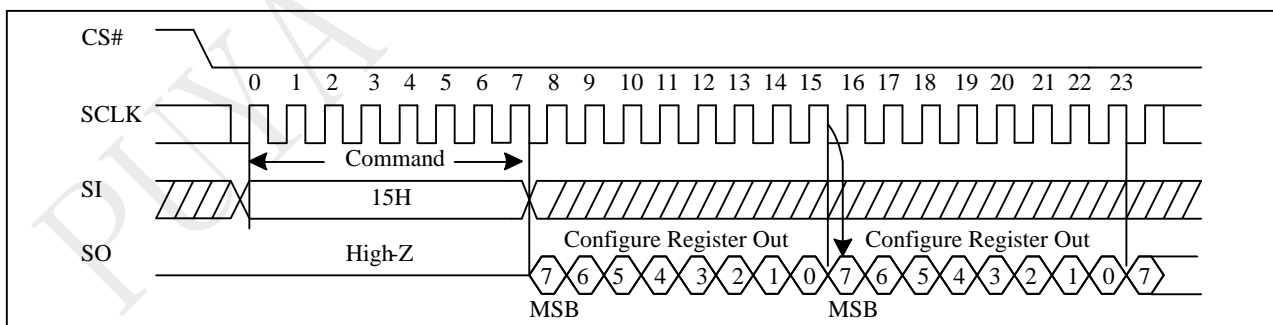 CS#
0 1 2 3 4 5 6 7 8 9 10 11 12 13 14 15 16 17 18 19 20 21 22 23
SCLK
Command
SI
15H
SO
High-Z
Configure Register Out
Configure Register Out
7 6 5 4 3 2 1 0 7 6 5 4 3 2 1 0 7
MSB
MSB
PUYA